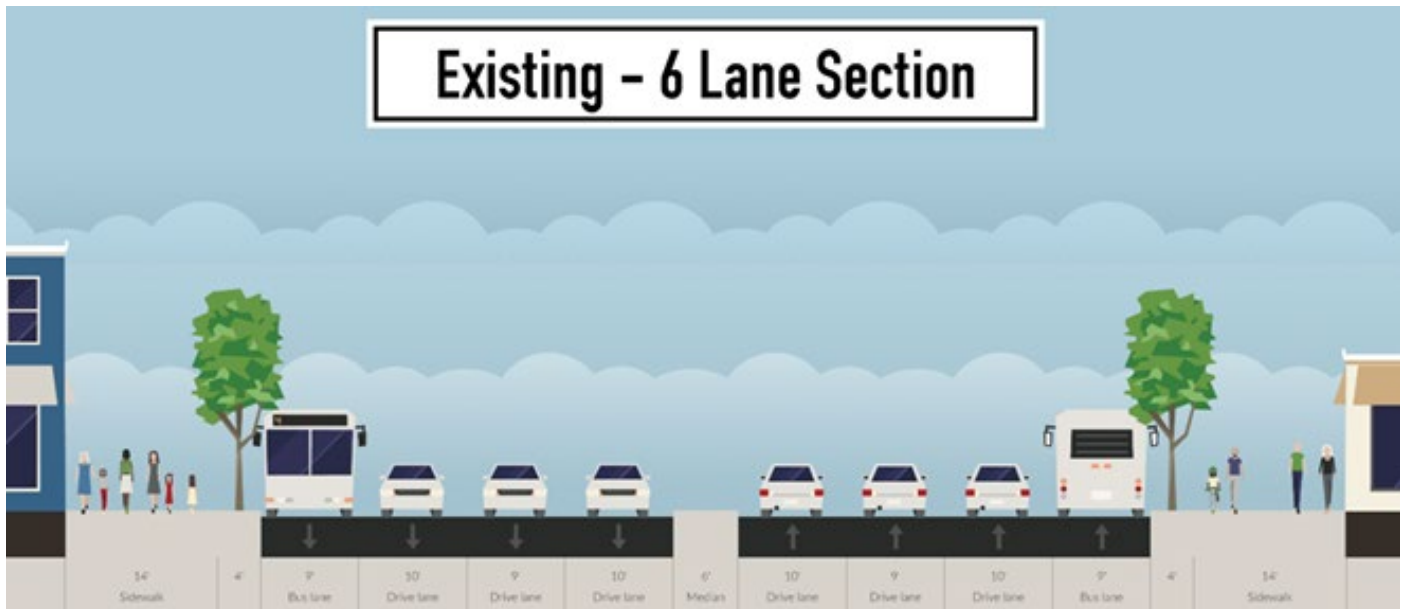 Existing – 6 Lane Section
14' 4' 9' 10' 9' 10' 6' 10' 9' 10' 9' 4' 14'
Sidewalk Bus lane Drive lane Drive lane Drive lane Median Drive lane Drive lane Drive lane Bus lane Sidewalk